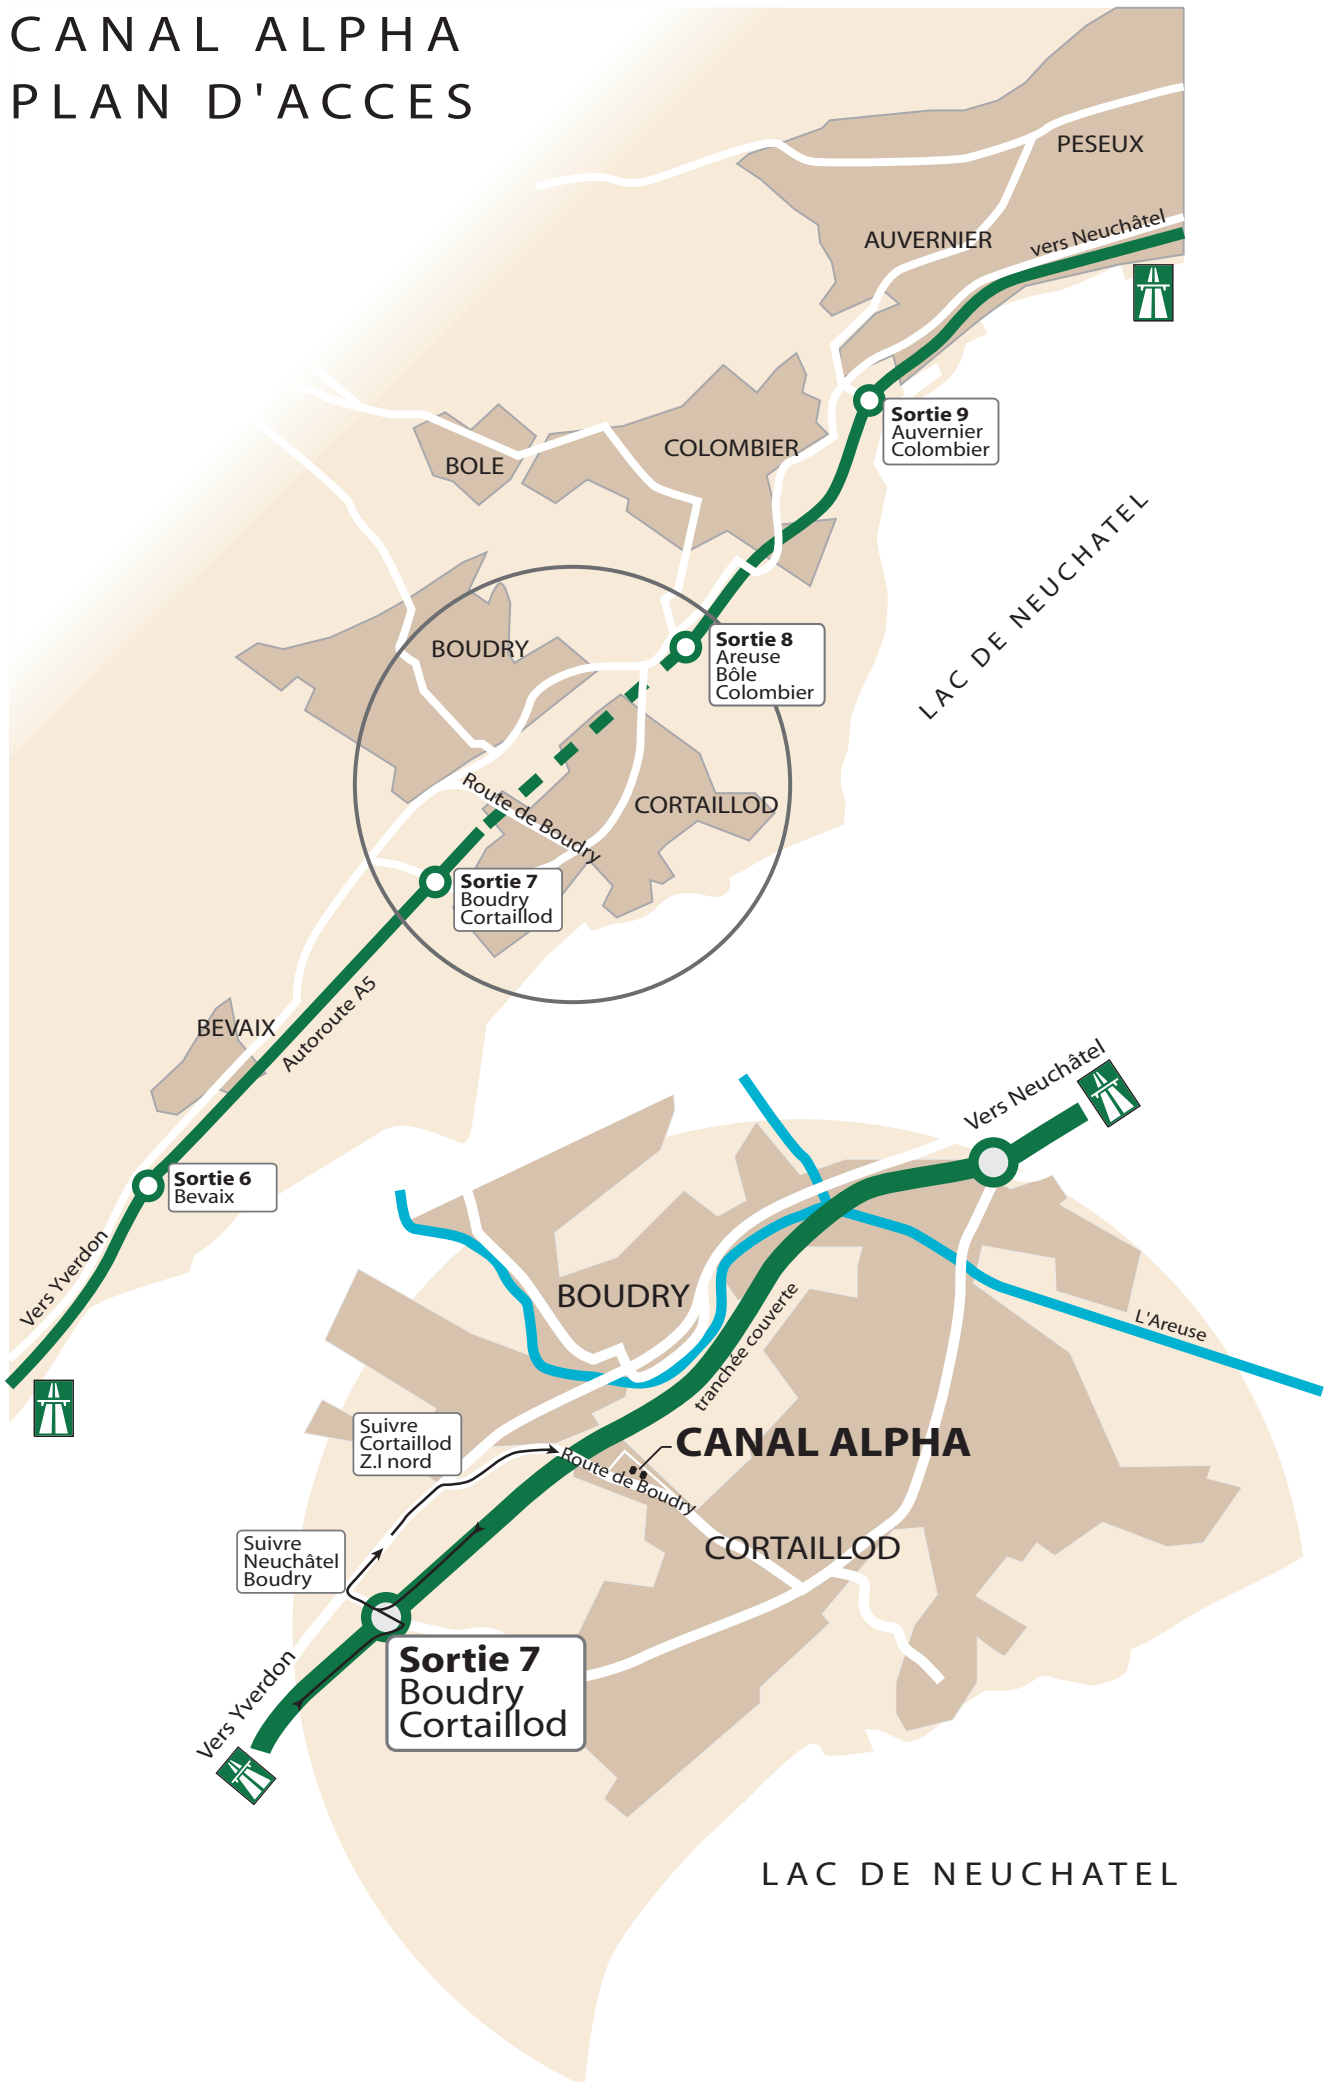 CANAL ALPHA
PLAN D'ACCES
PESEUX
AUVERNIER
vers Neuchâtel
Sortie 9
Auvernier
Colombier
COLOMBIER
BOLE
LAC DE NEUCHATEL
BOUDRY
Sortie 8
Areuse
Bôle
Colombier
Route de Boudry
CORTAILLOD
Sortie 7
Boudry
Cortaillod
Autoroute A5
BEVAIX
Sortie 6
Bevaix
Vers Yverdon
Vers Neuchâtel
BOUDRY
L'Areuse
tranchée couverte
Suivre
Cortaillod
Z.I nord
CANAL ALPHA
Route de Boudry
Suivre
Neuchâtel
Boudry
CORTAILLOD
Sortie 7
Boudry
Cortaillod
Vers Yverdon
LAC DE NEUCHATEL